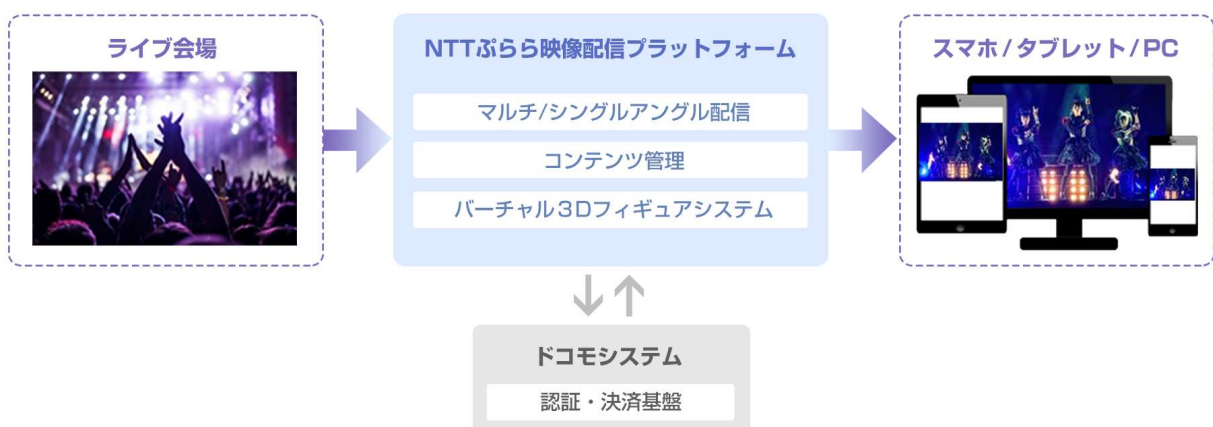 ライブ会場
NTTぷらら映像配信プラットフォーム
マルチ/シングルアングル配信
コンテンツ管理
バーチャル3Dフィギュアシステム
スマホ/タブレット/PC
ドコモシステム
認証・決済基盤